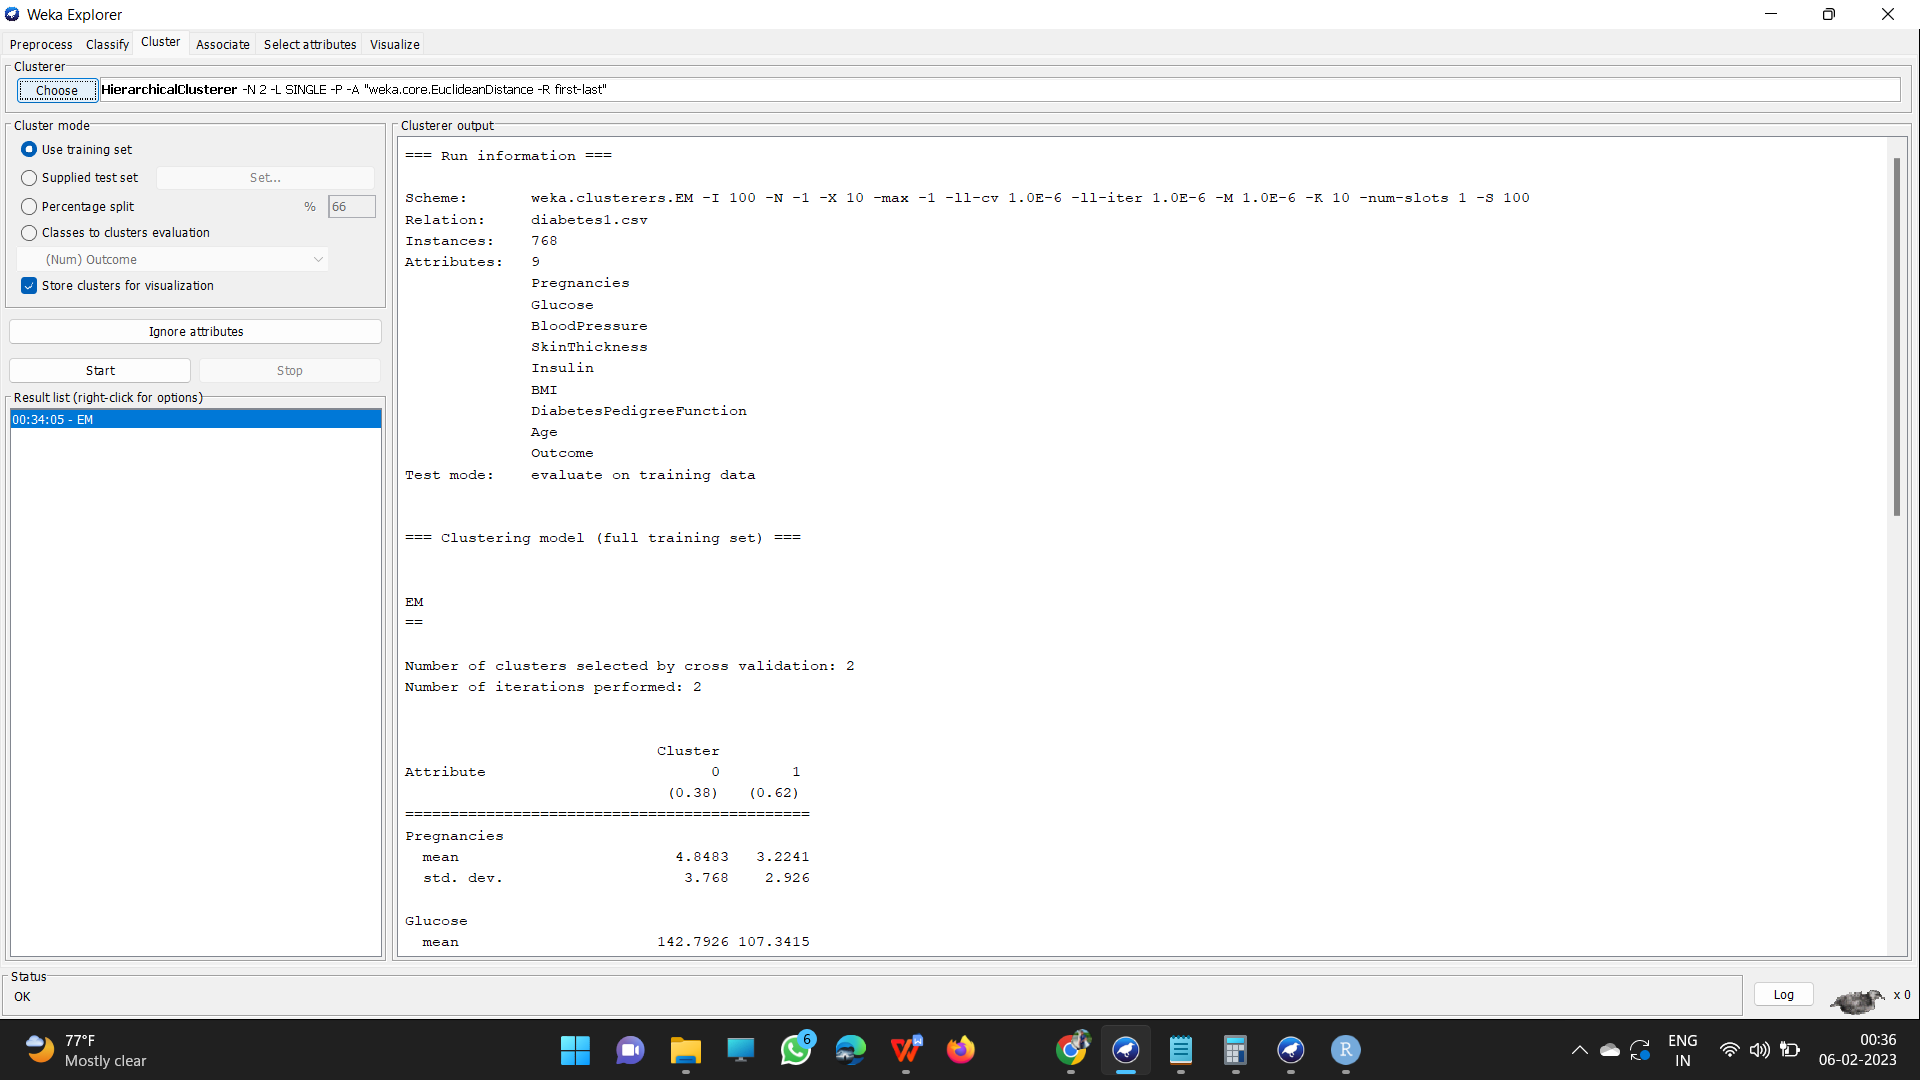 Weka Explorer
Preprocess Classify Cluster Associate Select attributes Visualize
Clusterer
Choose HierarchicalClusterer -N 2 -L SINGLE -P -A "weka.core.EuclideanDistance -R first-last"
Cluster mode
Use training set
Supplied test set Set...
Percentage split % 66
Classes to clusters evaluation
(Num) Outcome
Store clusters for visualization
Ignore attributes
Start Stop
Result list (right-click for options)
00:34:05 - EM
Clusterer output
=== Run information ===
Scheme: weka.clusterers.EM -I 100 -N -1 -X 10 -max -1 -ll-cv 1.0E-6 -ll-iter 1.0E-6 -M 1.0E-6 -K 10 -num-slots 1 -S 100
Relation: diabetes1.csv
Instances: 768
Attributes: 9
Pregnancies
Glucose
BloodPressure
SkinThickness
Insulin
BMI
DiabetesPedigreeFunction
Age
Outcome
Test mode: evaluate on training data
=== Clustering model (full training set) ===
EM
==
Number of clusters selected by cross validation: 2
Number of iterations performed: 2
Cluster
Attribute 0 1
(0.38) (0.62)
=============================================
Pregnancies
mean 4.8483 3.2241
std. dev. 3.768 2.926
Glucose
mean 142.7926 107.3415
Status
OK
Log x 0
77°F
Mostly clear
6
W
R
ENG
IN
00:36
06-02-2023